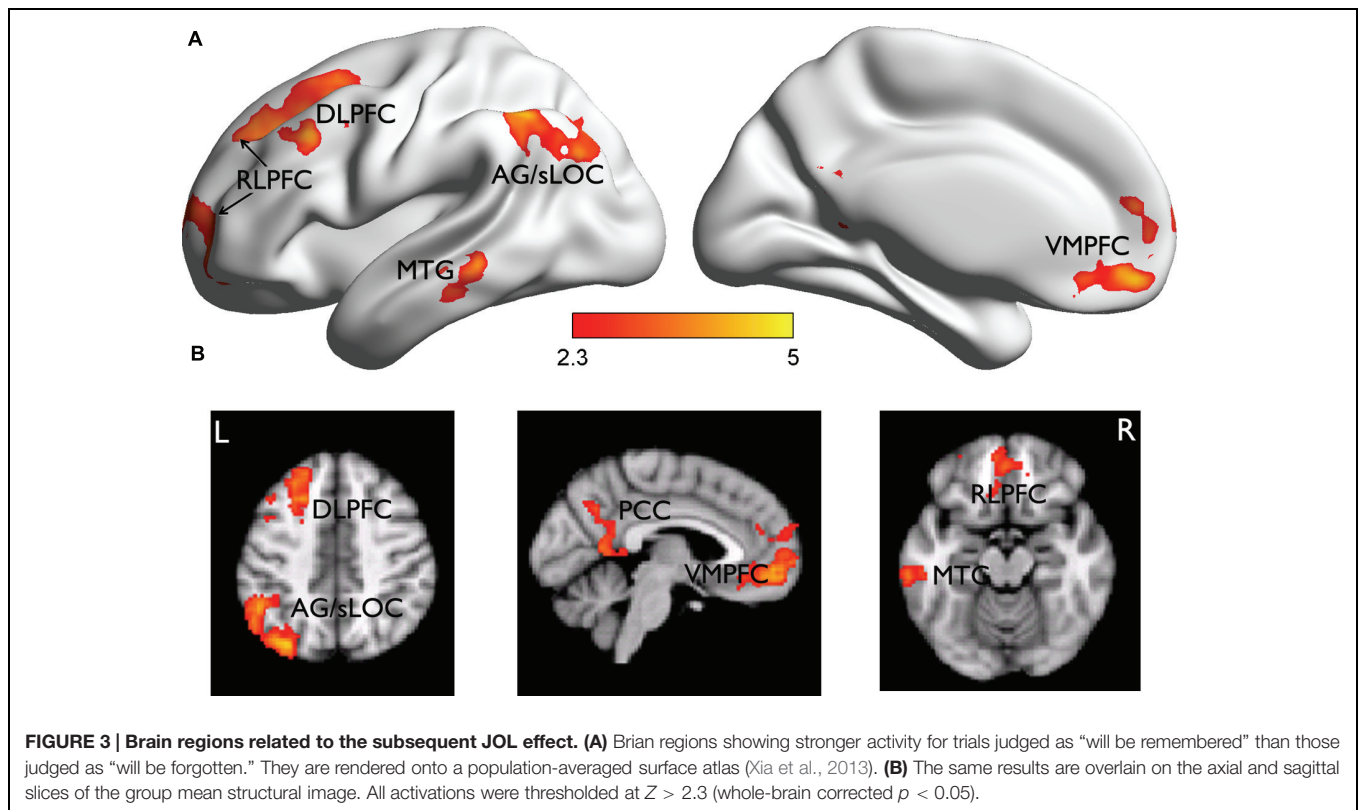 A
DLPFC
RLPFC
AG/sLOC
MTG
VMPFC
2.3
5
B
L
DLPFC
AG/sLOC
PCC
VMPFC
R
RLPFC
MTG
FIGURE 3 | Brain regions related to the subsequent JOL effect. (A) Brian regions showing stronger activity for trials judged as “will be remembered” than those
judged as “will be forgotten.” They are rendered onto a population-averaged surface atlas (Xia et al., 2013). (B) The same results are overlain on the axial and sagittal
slices of the group mean structural image. All activations were thresholded at Z > 2.3 (whole-brain corrected p < 0.05).